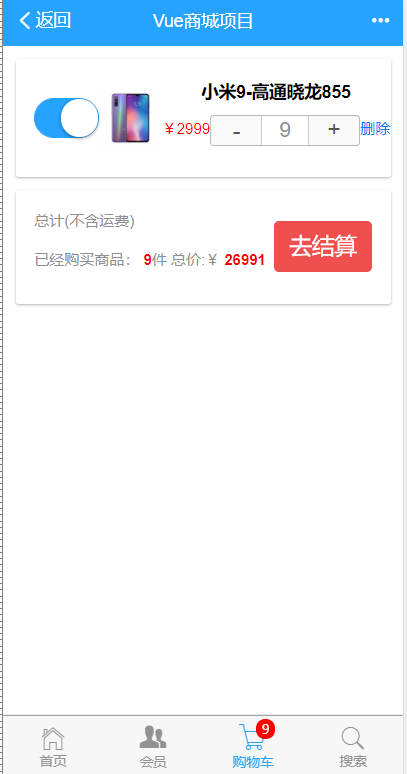 返回 Vue商城项目
小米9-高通晓龙855
￥2999 - 9 + 删除
总计(不含运费)
已经购买商品： 9件 总价:￥ 26991
去结算
9
首页 会员 购物车 搜索